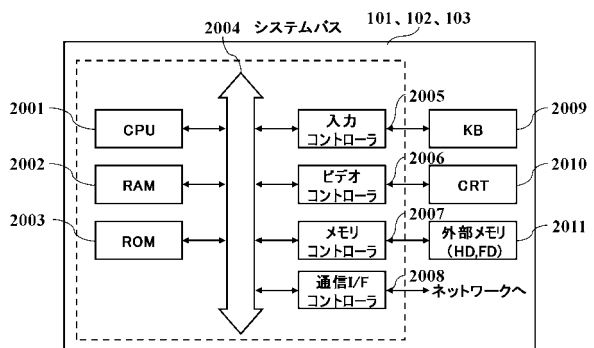 2004 システムバス
101、102、103
2001
CPU
2002
RAM
2003
ROM
入力
コントローラ
2005
KB
2009
ビデオ
コントローラ
2006
CRT
2010
メモリ
コントローラ
2007
外部メモリ
(HD,FD)
2011
通信I/F
コントローラ
2008
ネットワークへ